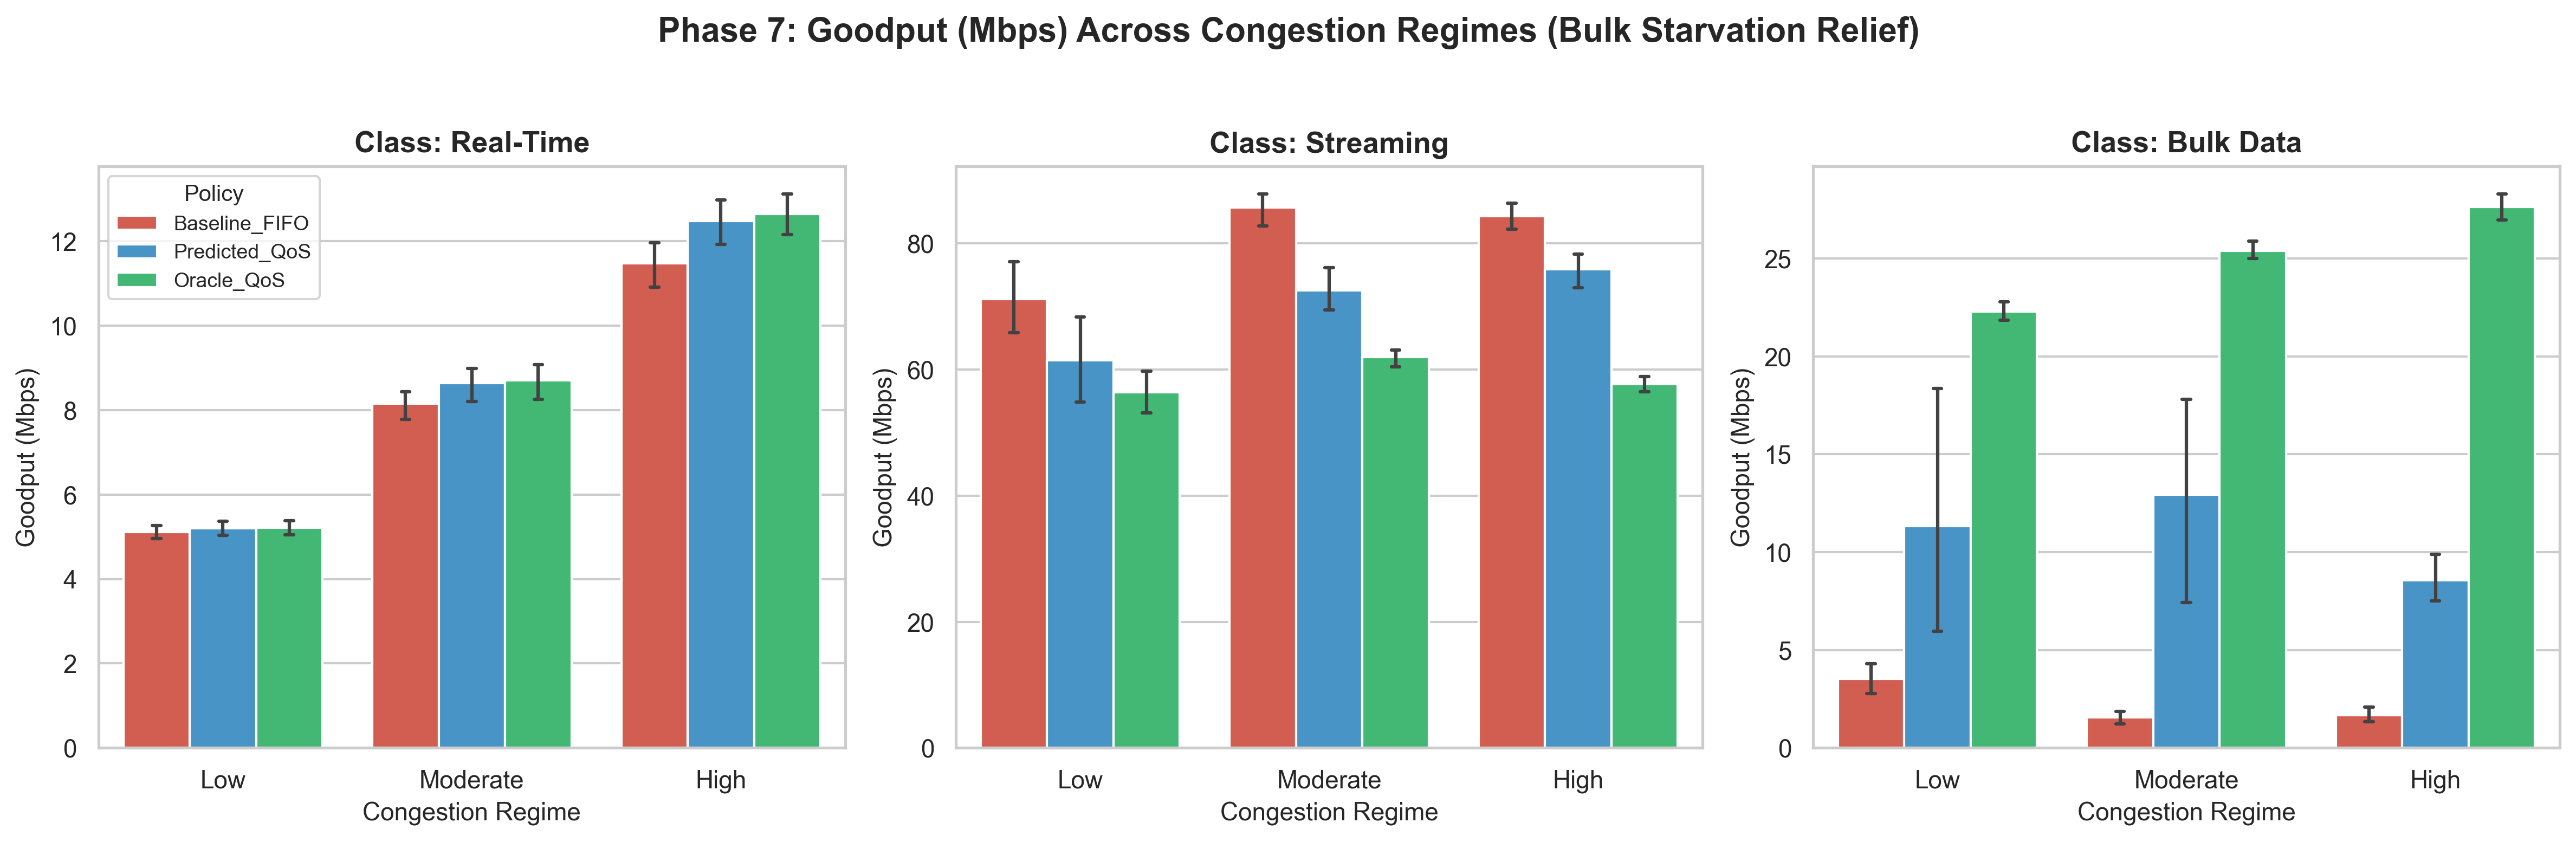 Phase 7: Goodput (Mbps) Across Congestion Regimes (Bulk Starvation Relief)
Class: Real-Time
Policy
Baseline_FIFO
Predicted_QoS
Oracle_QoS
Goodput (Mbps)
12
10
8
6
4
2
0
Low Moderate High
Congestion Regime
Class: Streaming
Goodput (Mbps)
80
60
40
20
0
Low Moderate High
Congestion Regime
Class: Bulk Data
Goodput (Mbps)
25
20
15
10
5
0
Low Moderate High
Congestion Regime